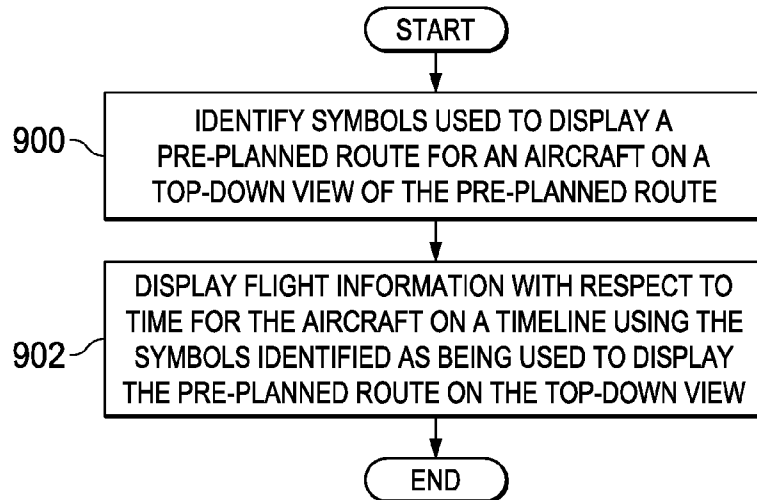 START
900
IDENTIFY SYMBOLS USED TO DISPLAY A
PRE-PLANNED ROUTE FOR AN AIRCRAFT ON A
TOP-DOWN VIEW OF THE PRE-PLANNED ROUTE
902
DISPLAY FLIGHT INFORMATION WITH RESPECT TO
TIME FOR THE AIRCRAFT ON A TIMELINE USING THE
SYMBOLS IDENTIFIED AS BEING USED TO DISPLAY
THE PRE-PLANNED ROUTE ON THE TOP-DOWN VIEW
END